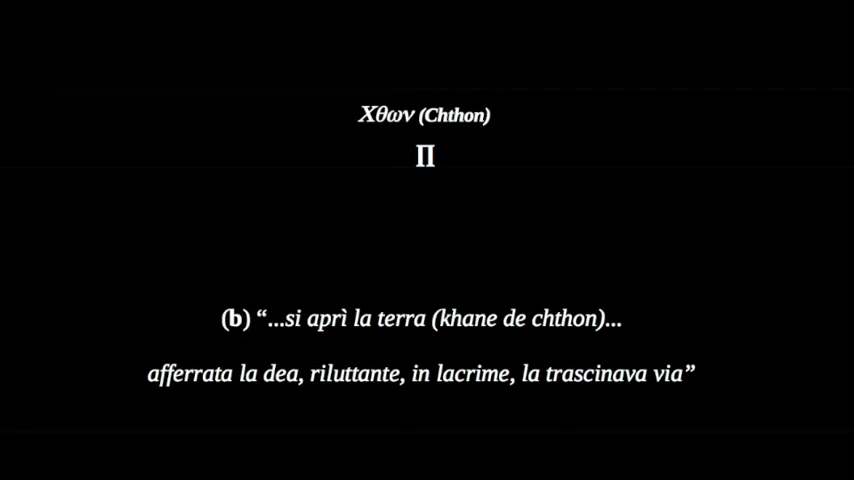 Χθων (Chthon)
Π
(b) “...si aprì la terra (khane de chthon)...
afferrata la dea, riluttante, in lacrime, la trascinava via”